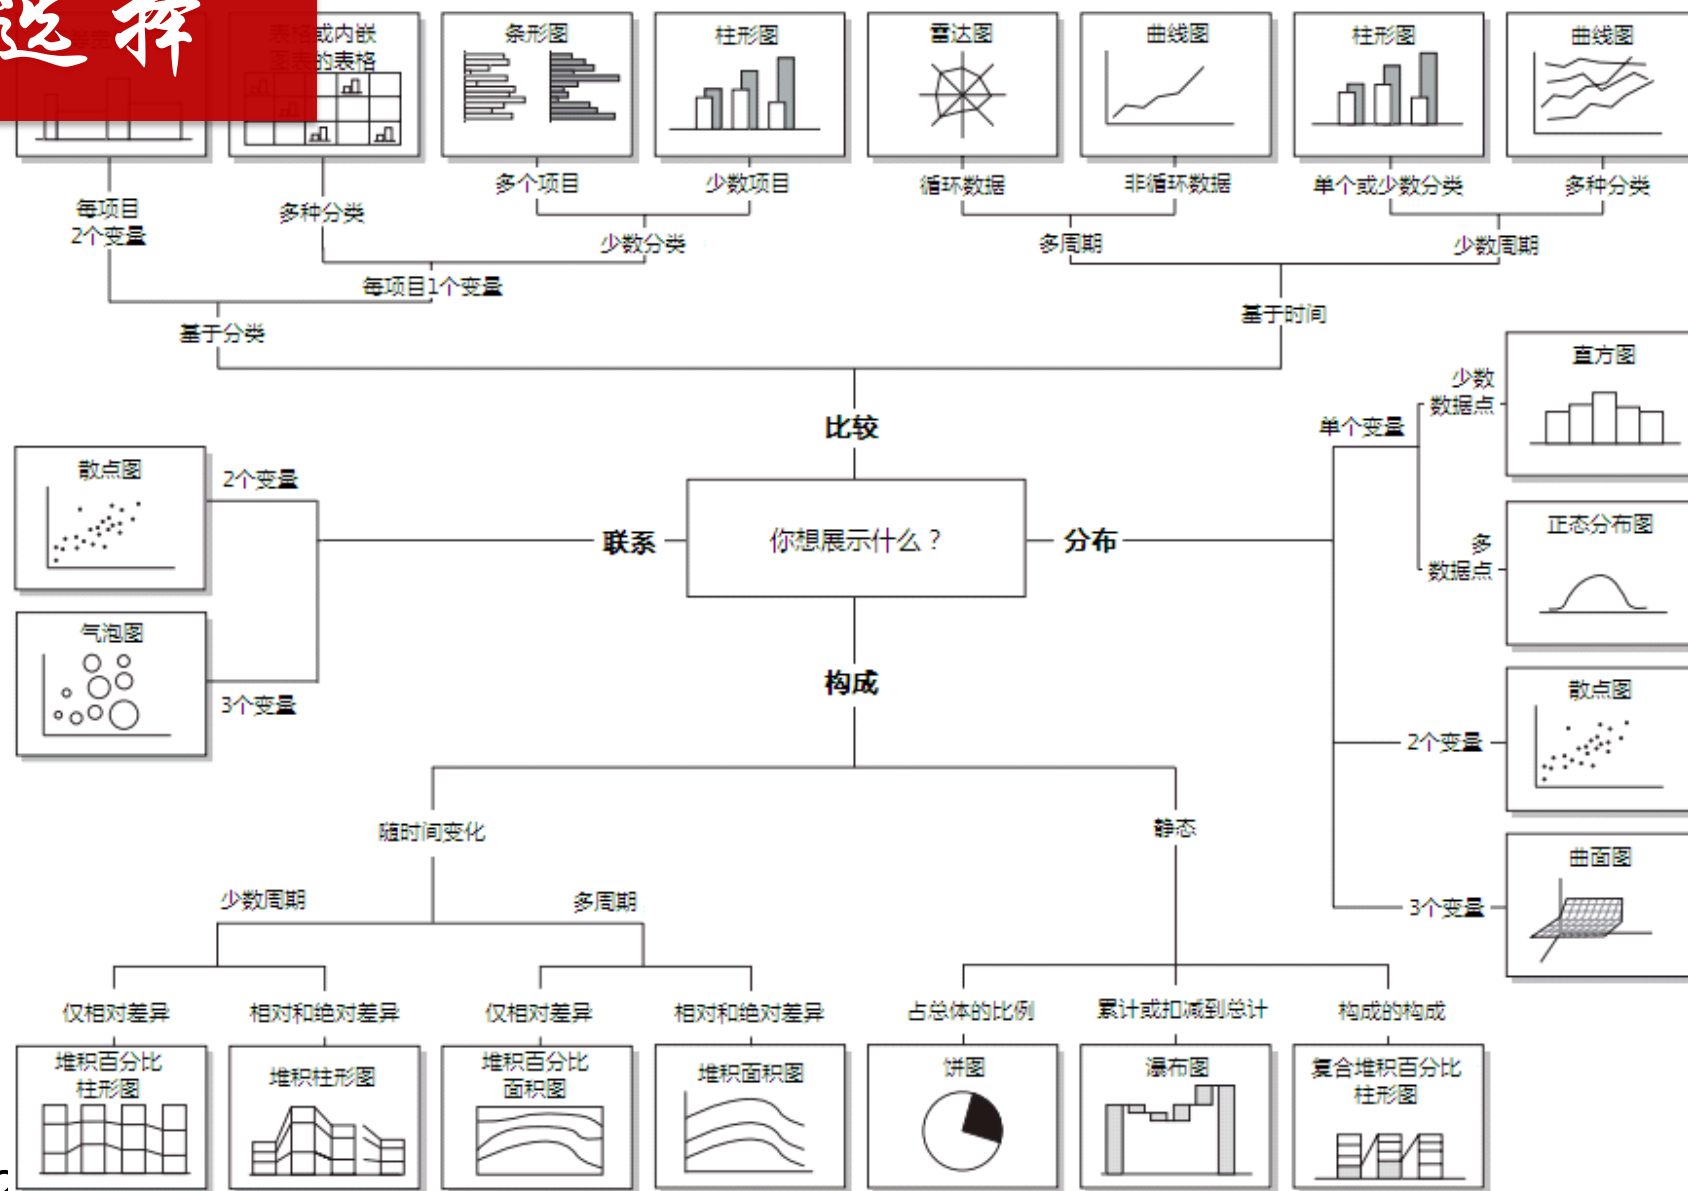 选择
表格或内嵌
图表的表格
条形图
柱形图
雷达图
曲线图
柱形图
曲线图
多个项目
少数项目
循环数据
非循环数据
单个或少数分类
多种分类
每项目
2个变量
多种分类
少数分类
多周期
少数周期
每项目1个变量
基于分类
基于时间
比较
直方图
少数
数据点
单个变量
散点图
2个变量
联系
你想展示什么？
分布
正态分布图
多
数据点
气泡图
3个变量
构成
散点图
2个变量
随时间变化
静态
曲面图
3个变量
少数周期
多周期
仅相对差异
相对和绝对差异
仅相对差异
相对和绝对差异
占总体的比例
累计或扣减到总计
构成的构成
堆积百分比
柱形图
堆积柱形图
堆积百分比
面积图
堆积面积图
饼图
瀑布图
复合堆积百分比
柱形图